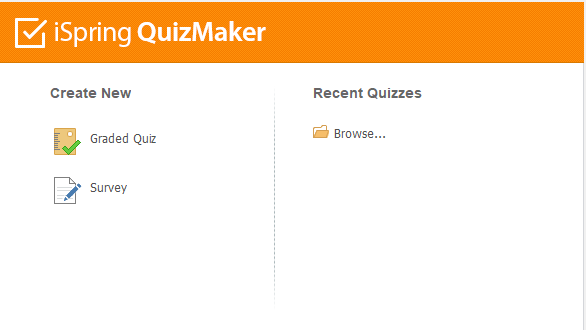 iSpring QuizMaker
Create New
Graded Quiz
Survey
Recent Quizzes
Browse...